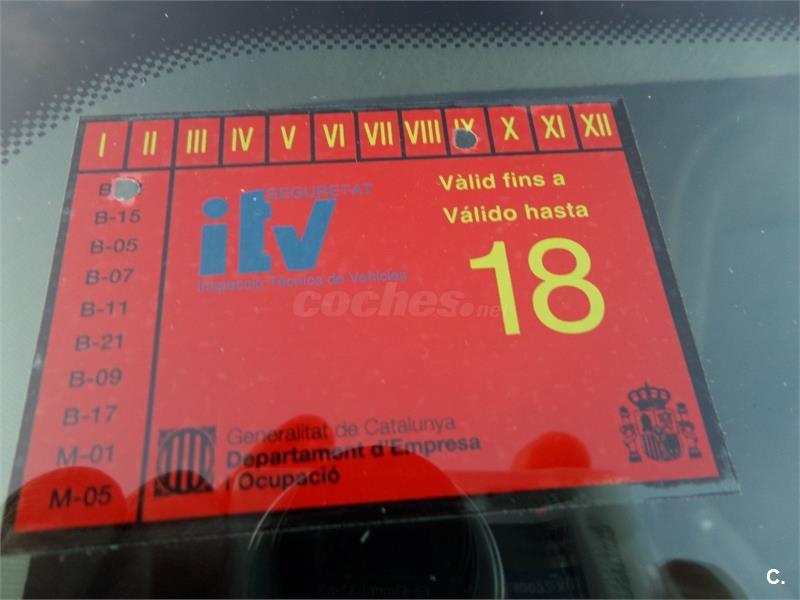 I II III IV V VI VII VIII IX X XI XII
SEGURETAT
itv
Inspecció Tècnica de Vehicles
Vàlid fins a
Válido hasta
18
B-15
B-05
B-07
B-11
B-21
B-09
B-17
M-01
M-05
coches.net
Generalitat de Catalunya
Departament d'Empresa
i Ocupació
c.